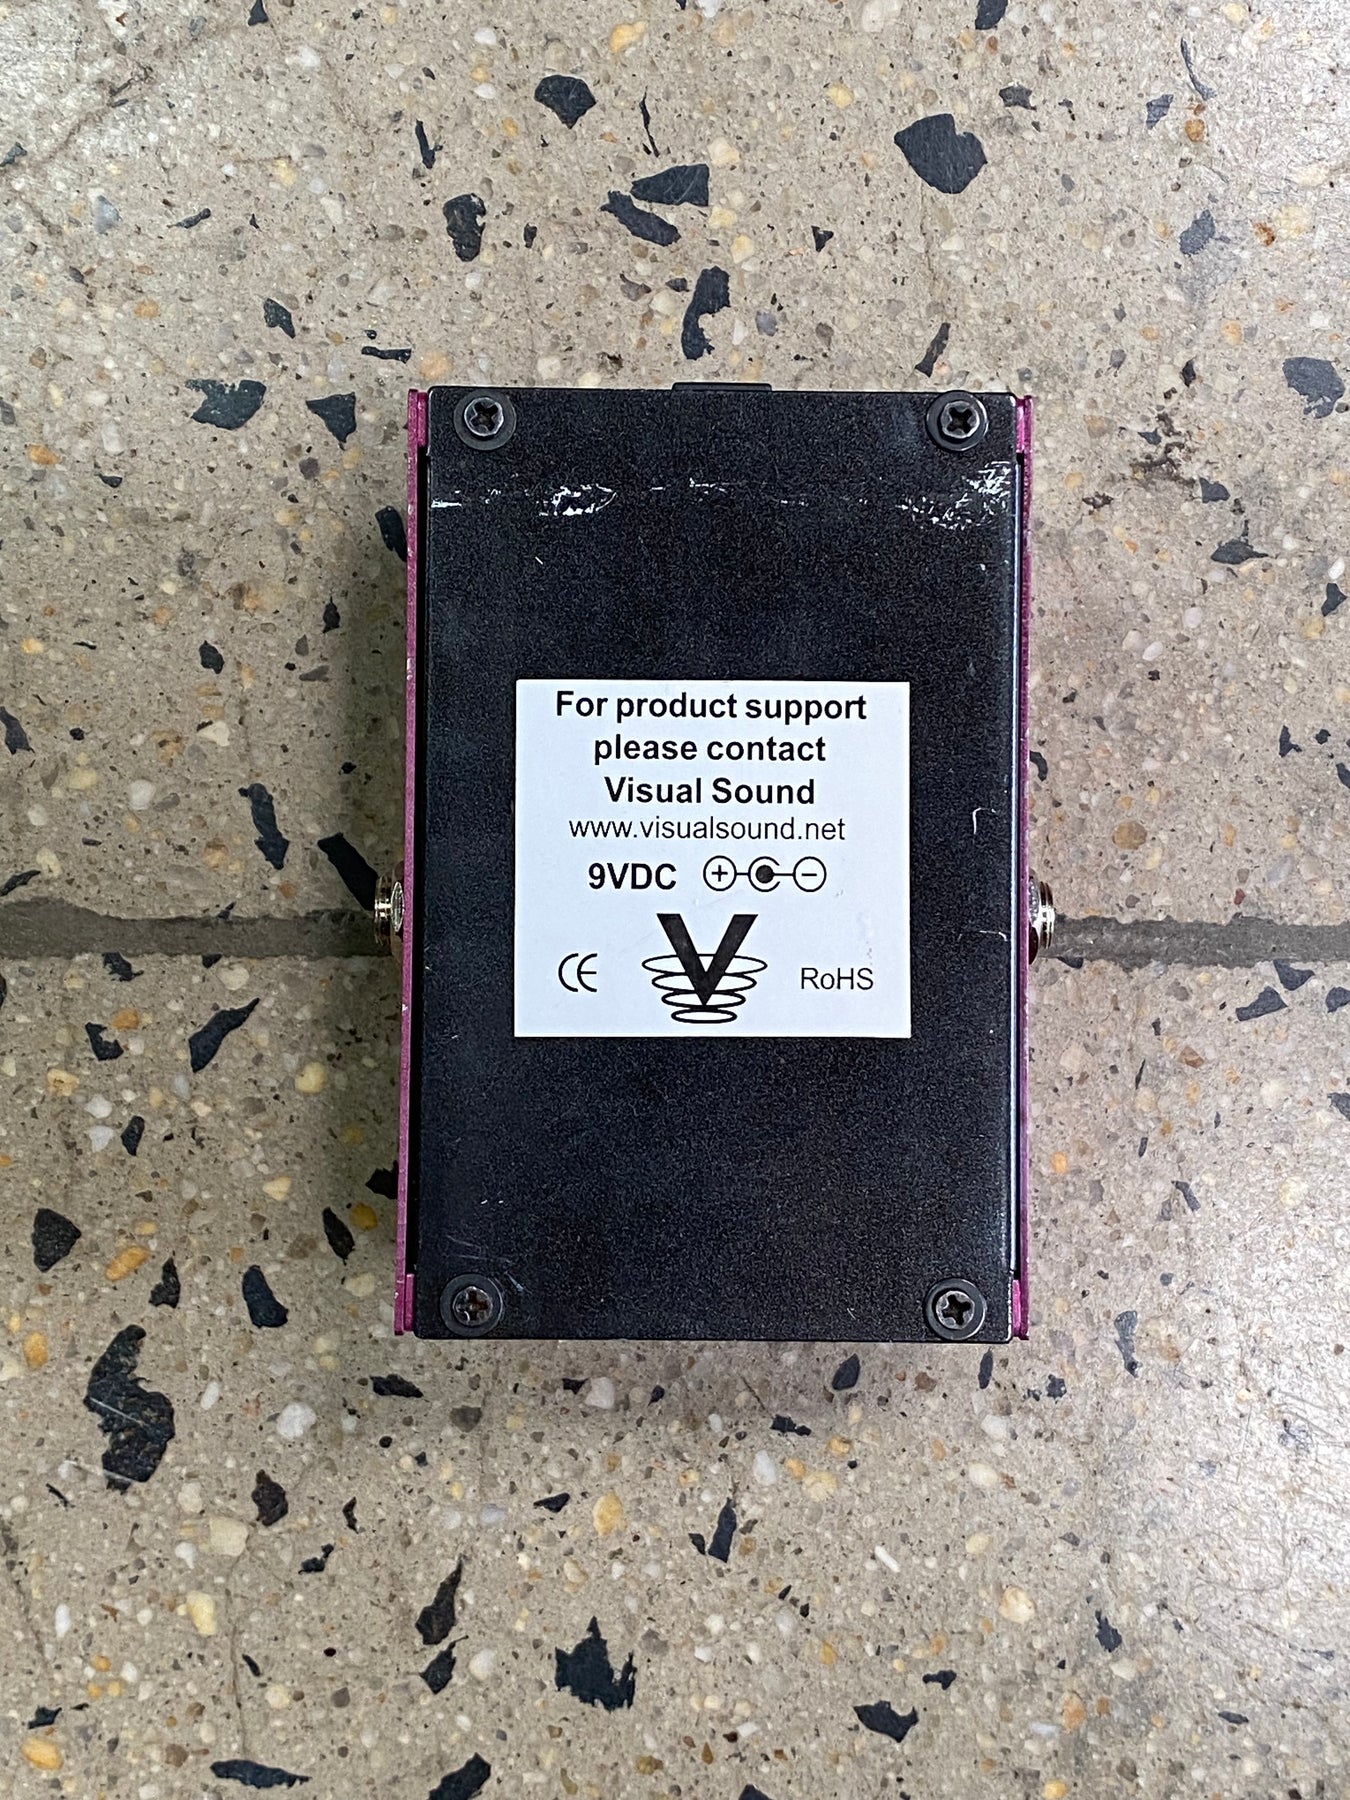 For product support
please contact
Visual Sound
www.visualsound.net
9VDC + −
CE V RoHS